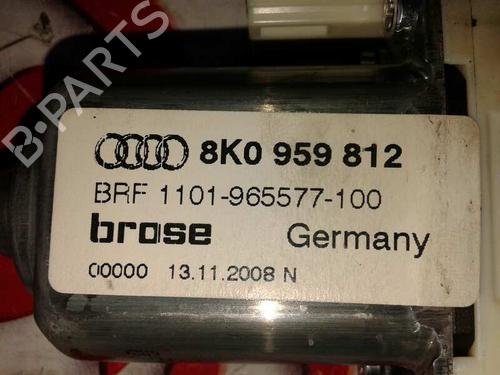 B-PARTS
8K0 959 812
BRF 1101-965577-100
brose Germany
00000 13.11.2008 N